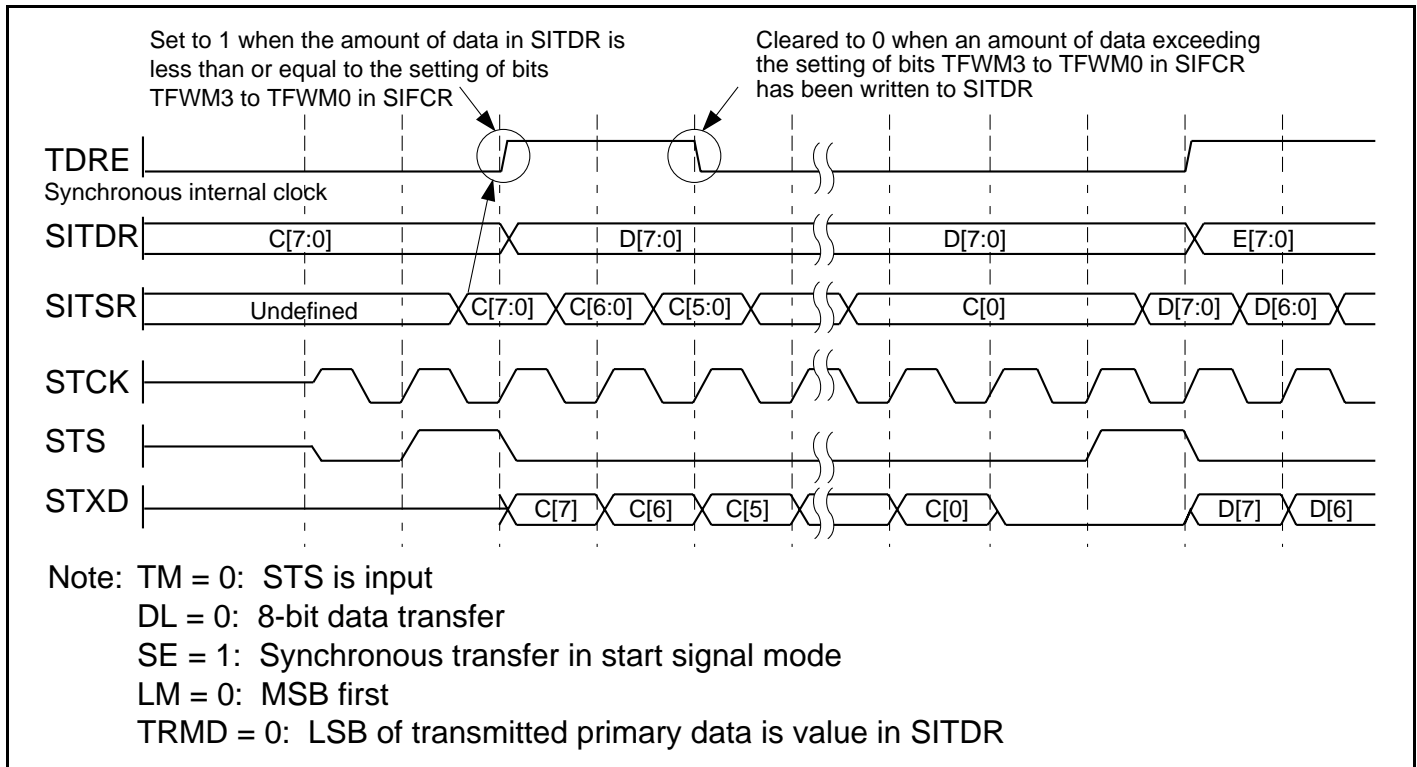 Set to 1 when the amount of data in SITDR is
less than or equal to the setting of bits
TFWM3 to TFWM0 in SIFCR
Cleared to 0 when an amount of data exceeding
the setting of bits TFWM3 to TFWM0 in SIFCR
has been written to SITDR
TDRE
Synchronous internal clock
SITDR C[7:0] D[7:0] D[7:0] E[7:0]
SITSR Undefined C[7:0] C[6:0] C[5:0] C[0] D[7:0] D[6:0]
STCK
STS
STXD C[7] C[6] C[5] C[0] D[7] D[6]
Note: TM = 0: STS is input
DL = 0: 8-bit data transfer
SE = 1: Synchronous transfer in start signal mode
LM = 0: MSB first
TRMD = 0: LSB of transmitted primary data is value in SITDR